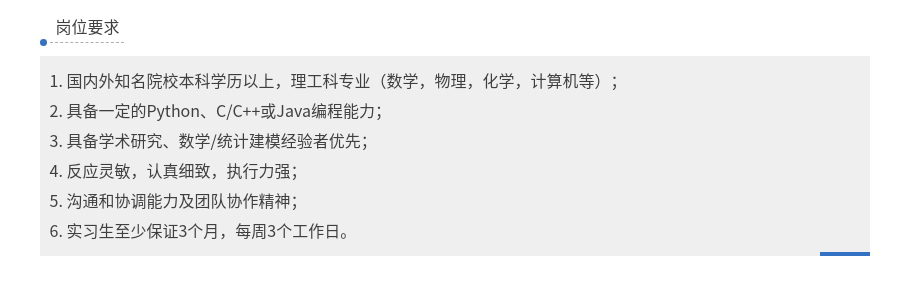 岗位要求
1. 国内外知名院校本科学历以上，理工科专业（数学，物理，化学，计算机等）；
2. 具备一定的Python、C/C++或Java编程能力；
3. 具备学术研究、数学/统计建模经验者优先；
4. 反应灵敏，认真细致，执行力强；
5. 沟通和协调能力及团队协作精神；
6. 实习生至少保证3个月，每周3个工作日。